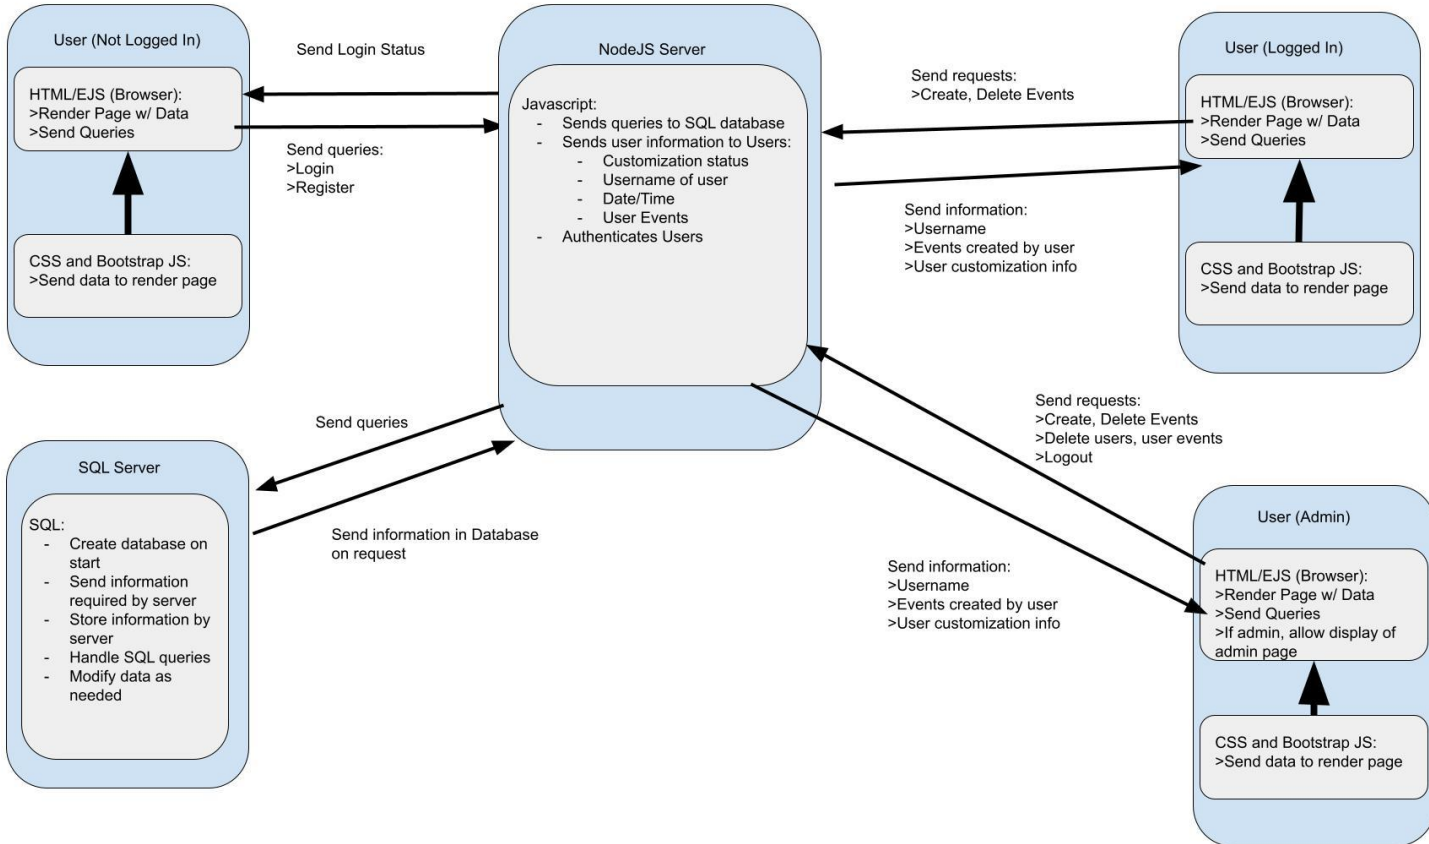 User (Not Logged In)
HTML/EJS (Browser):
>Render Page w/ Data
>Send Queries
CSS and Bootstrap JS:
>Send data to render page
Send Login Status
Send queries:
>Login
>Register
NodeJS Server
Javascript:
- Sends queries to SQL database
- Sends user information to Users:
- Customization status
- Username of user
- Date/Time
- User Events
- Authenticates Users
Send requests:
>Create, Delete Events
Send information:
>Username
>Events created by user
>User customization info
User (Logged In)
HTML/EJS (Browser):
>Render Page w/ Data
>Send Queries
CSS and Bootstrap JS:
>Send data to render page
Send queries
Send information in Database
on request
SQL Server
SQL:
- Create database on
start
- Send information
required by server
- Store information by
server
- Handle SQL queries
- Modify data as
needed
Send requests:
>Create, Delete Events
>Delete users, user events
>Logout
Send information:
>Username
>Events created by user
>User customization info
User (Admin)
HTML/EJS (Browser):
>Render Page w/ Data
>Send Queries
>If admin, allow display of
admin page
CSS and Bootstrap JS:
>Send data to render page